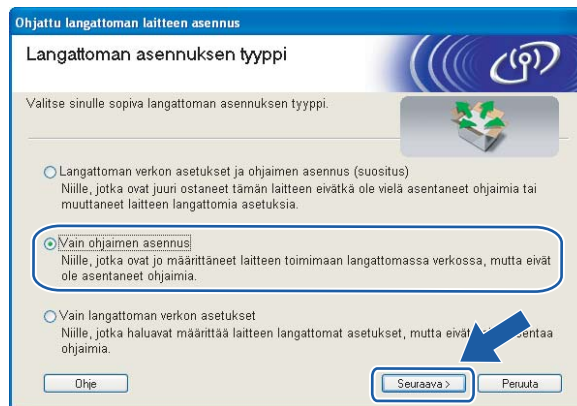 Ohjattu langattoman laitteen asennus
Langattoman asennuksen tyyppi
Valitse sinulle sopiva langattoman asennuksen tyyppi.
Langattoman verkon asetukset ja ohjaimen asennus (suositus)
Niille, jotka ovat juuri ostaneet tämän laitteen eivätkä ole vielä asentaneet ohjaimia tai
muuttaneet laitteen langattomia asetuksia.
Vain ohjaimen asennus
Niille, jotka ovat jo määrittäneet laitteen toimimaan langattomassa verkossa, mutta eivät
ole asentaneet ohjaimia.
Vain langattoman verkon asetukset
Niille, jotka haluavat määrittää laitteen langattomat asetukset, mutta
ohjaimia.
Ohje
Seuraava >
Peruuta